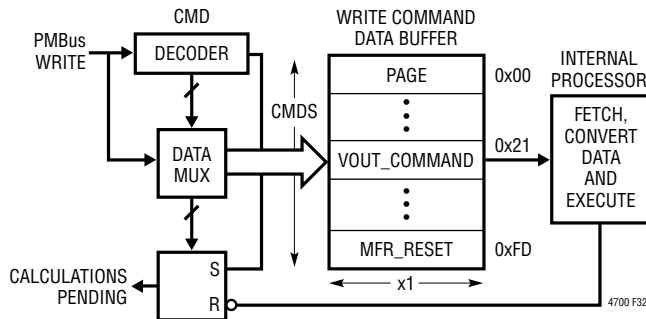 CMD
PMBus
WRITE
DECODER
DATA
MUX
S
R
CALCULATIONS
PENDING
WRITE COMMAND
DATA BUFFER
CMDS
PAGE
0x00
VOUT_COMMAND
0x21
MFR_RESET
0xFD
x1
INTERNAL
PROCESSOR
FETCH,
CONVERT
DATA
AND
EXECUTE
4700 F32